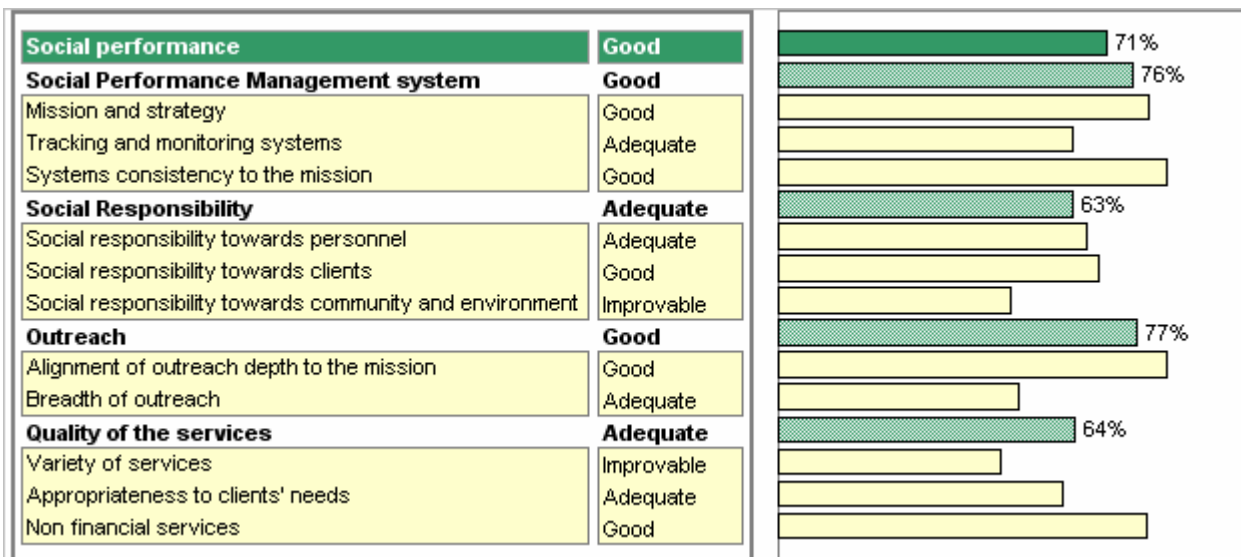 Social performance Good 71%
Social Performance Management system Good 76%
Mission and strategy Good
Tracking and monitoring systems Adequate
Systems consistency to the mission Good
Social Responsibility Adequate 63%
Social responsibility towards personnel Adequate
Social responsibility towards clients Good
Social responsibility towards community and environment Improvable
Outreach Good 77%
Alignment of outreach depth to the mission Good
Breadth of outreach Adequate
Quality of the services Adequate 64%
Variety of services Improvable
Appropriateness to clients' needs Adequate
Non financial services Good